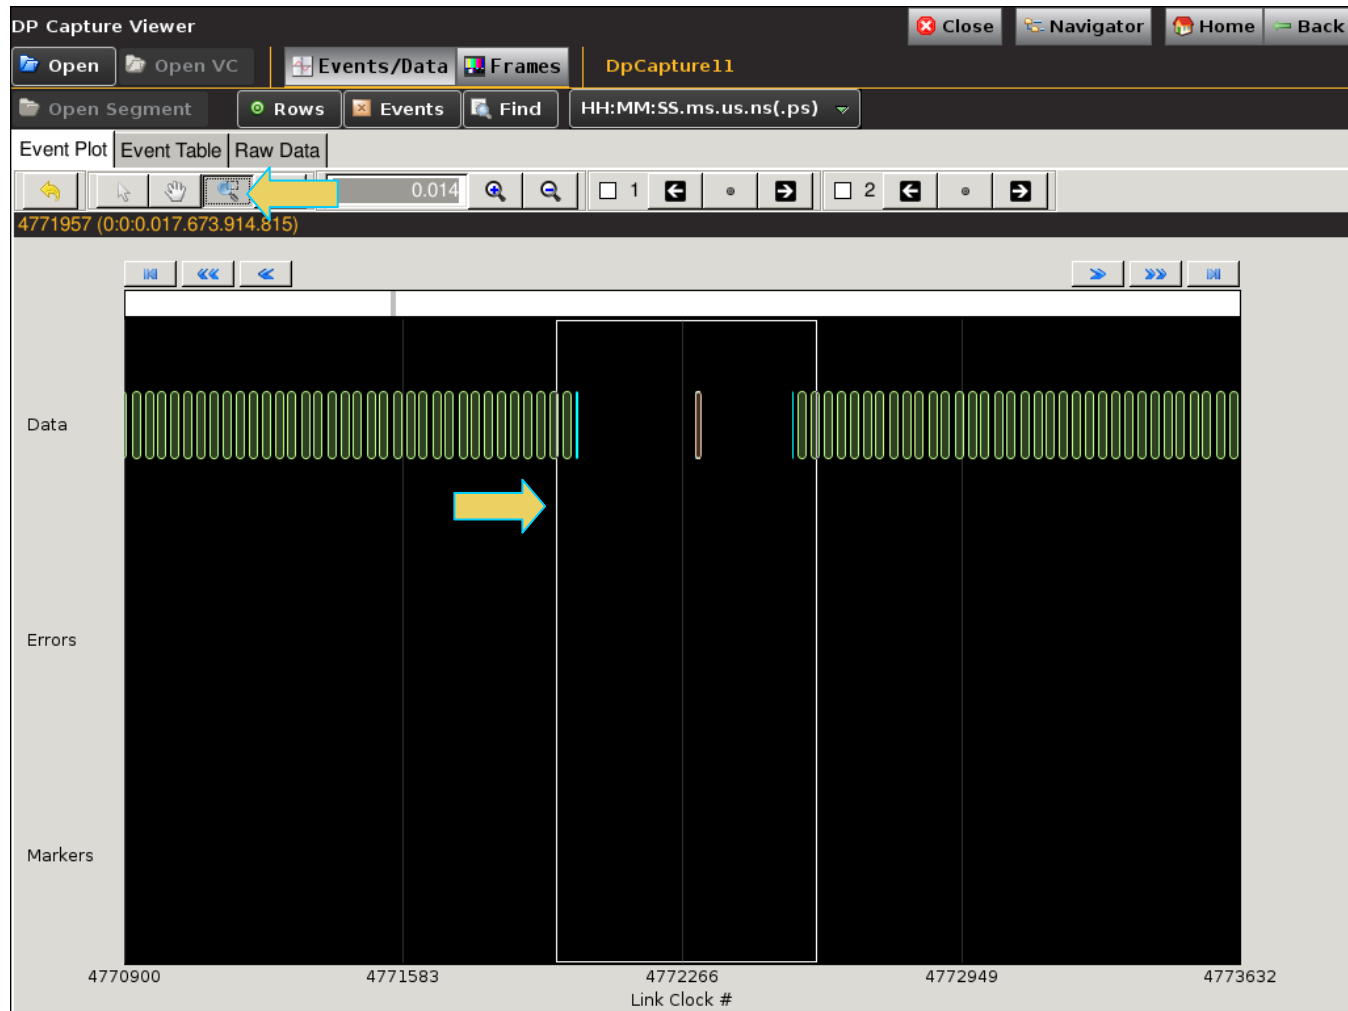 DP Capture Viewer Close Navigator Home Back
Open Open VC Events/Data Frames DpCapture11
Open Segment Rows Events Find HH:MM:SS.ms.us.ns(.ps)
Event Plot Event Table Raw Data
0.014 1 2
4771957 (0:0:0.017.673.914.815)
Data
Errors
Markers
4770900 4771583 4772266 4772949 4773632
Link Clock #